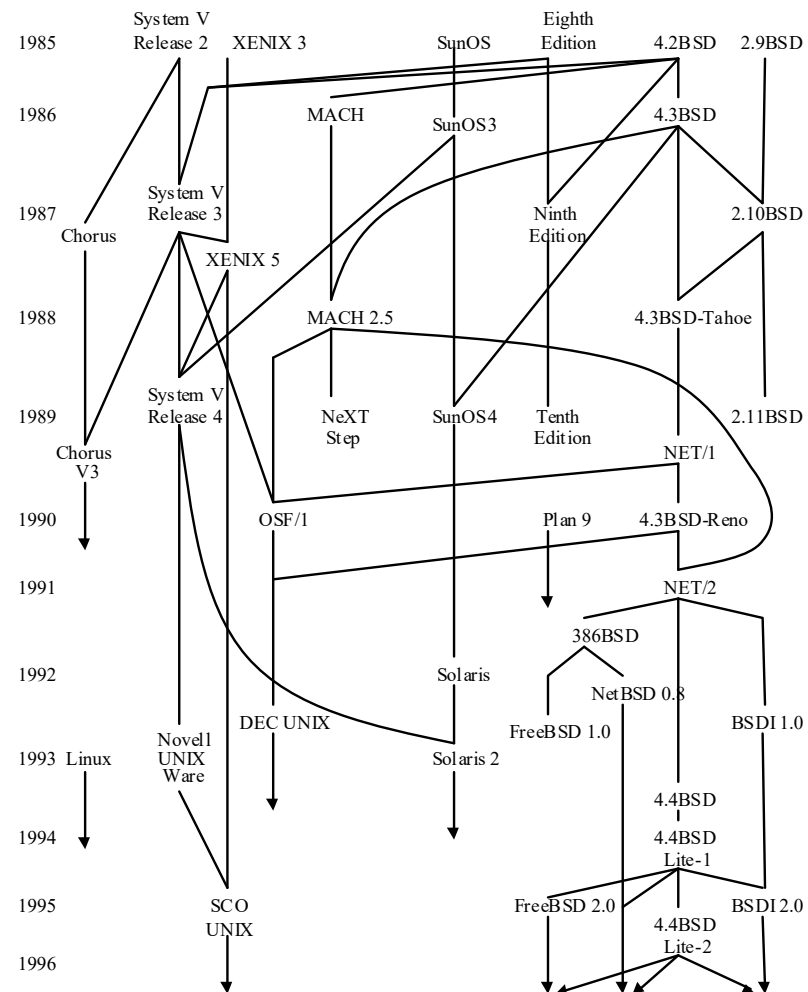 System V
Release 2
Eighth
Edition
1985
XENIX 3
SunOS
4.2BSD
2.9BSD
1986
MACH
SunOS3
4.3BSD
System V
Release 3
1987
Chorus
Ninth
Edition
2.10BSD
XENIX 5
1988
MACH 2.5
4.3BSD-Tahoe
System V
Release 4
1989
NeXT
Step
SunOS4
Tenth
Edition
2.11BSD
Chorus
V3
NET/1
1990
OSF/1
Plan 9
4.3BSD-Reno
1991
NET/2
386BSD
1992
Solaris
NetBSD 0.8
DEC UNIX
FreeBSD 1.0
BSDI 1.0
Novell
UNIX
Ware
1993
Linux
Solaris 2
4.4BSD
1994
4.4BSD
Lite-1
1995
SCO
UNIX
FreeBSD 2.0
BSDI 2.0
4.4BSD
Lite-2
1996